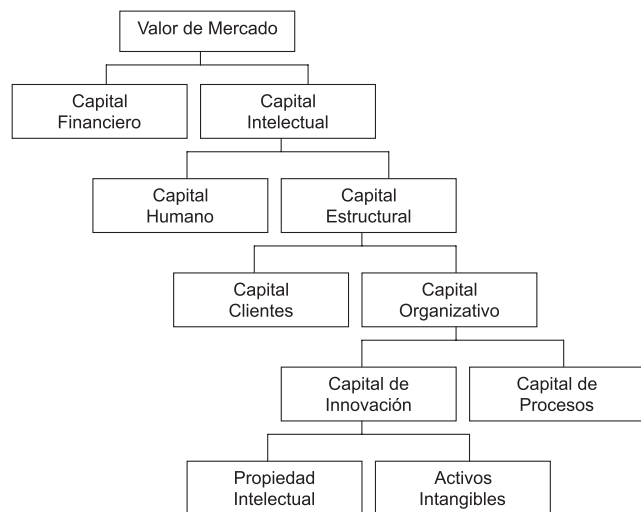 Valor de Mercado
Capital
Financiero
Capital
Intelectual
Capital
Humano
Capital
Estructural
Capital
Clientes
Capital
Organizativo
Capital de
Innovación
Capital de
Procesos
Propiedad
Intelectual
Activos
Intangibles